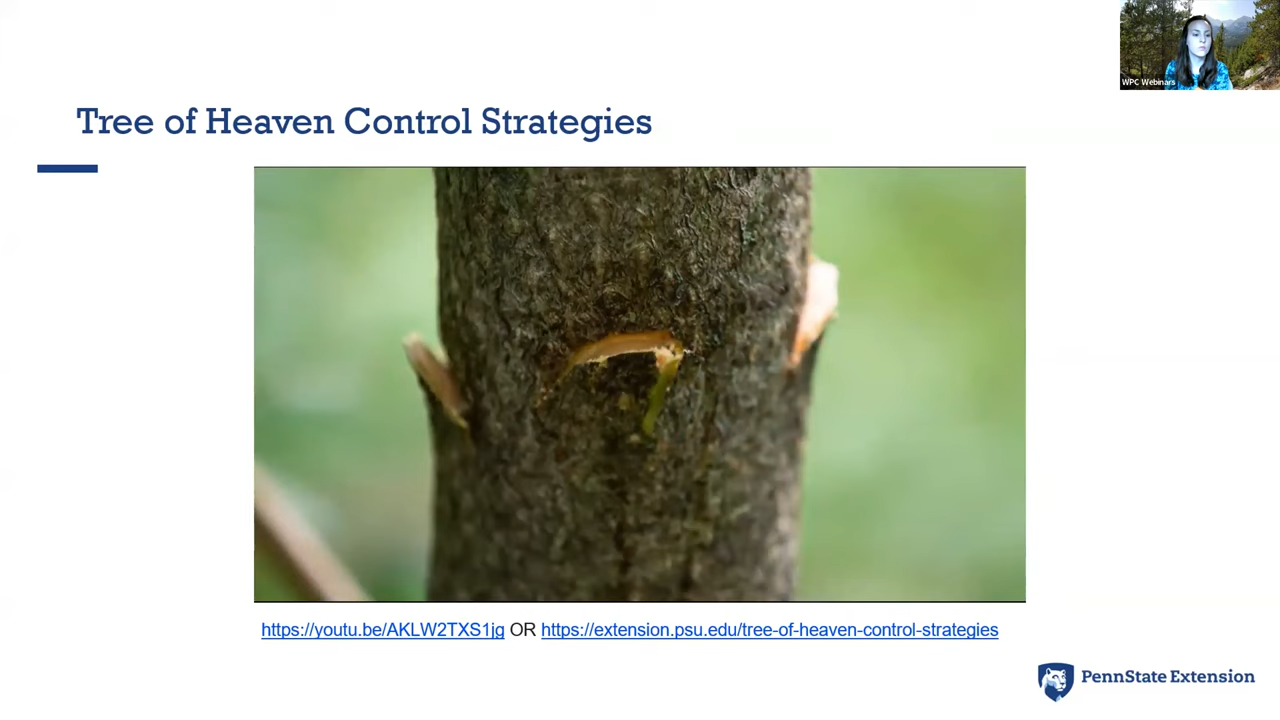 WPC Webinars
Tree of Heaven Control Strategies
https://youtu.be/AKLW2TXS1jg OR https://extension.psu.edu/tree-of-heaven-control-strategies
PennState Extension